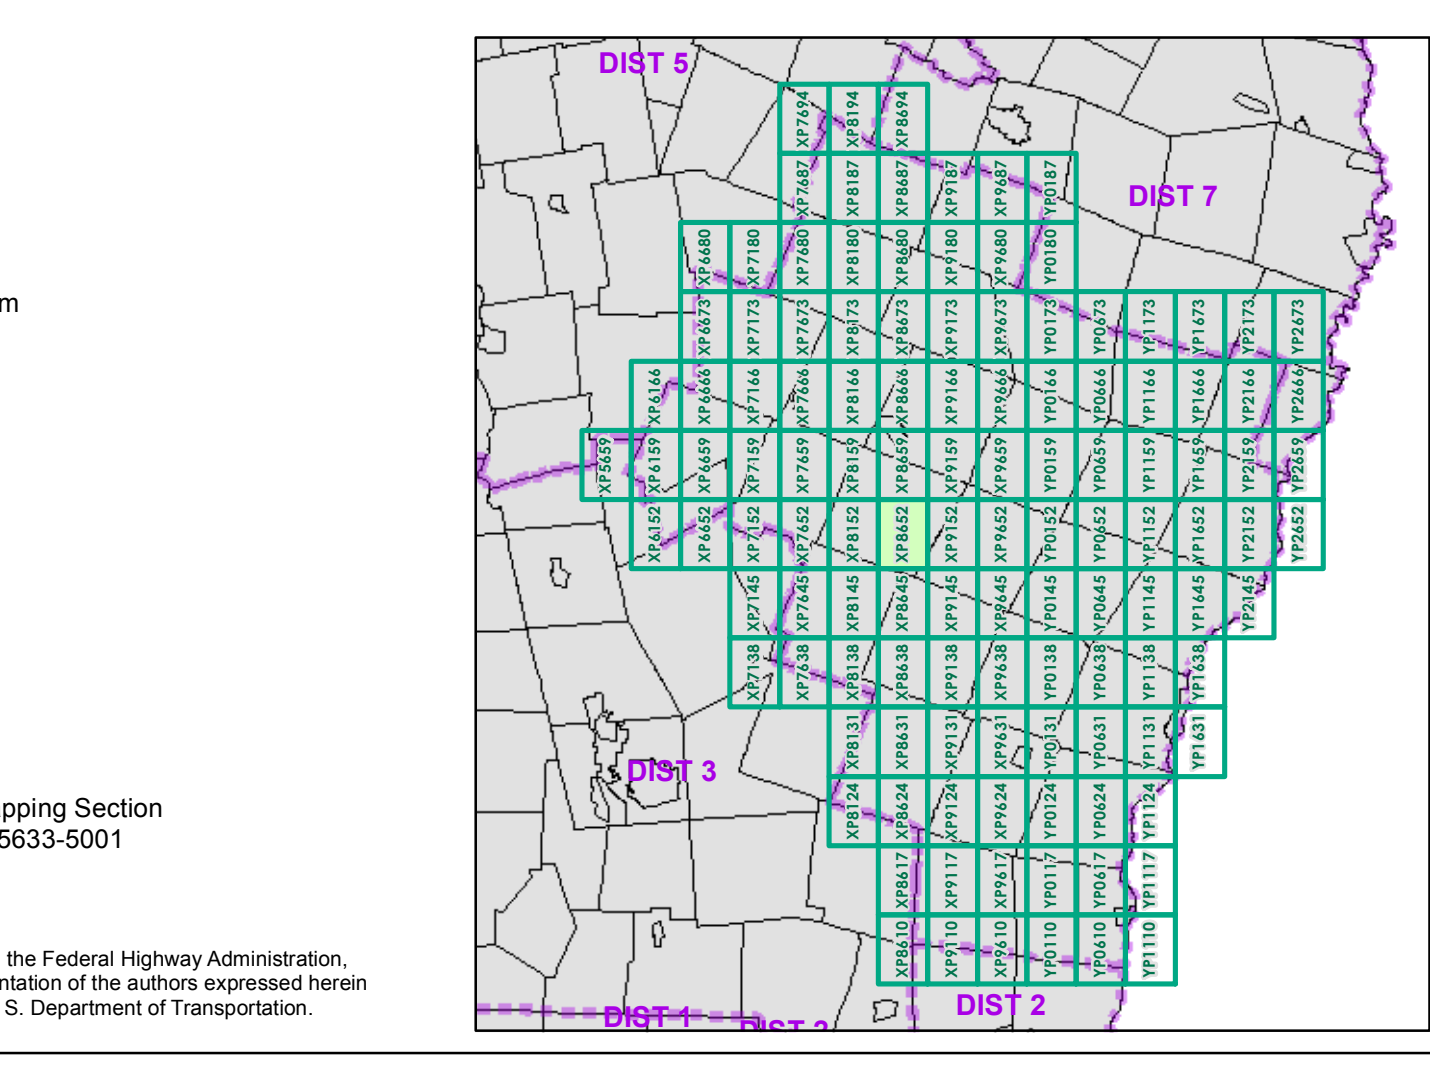 DIST 5
XP7694 XP8194 XP8694
XP7687 XP8187 XP8687 XP9187 XP9687 YP0187
DIST 7
XP6680 XP7180 XP7680 XP8180 XP8680 XP9180 XP9680 YP0180
m
XP6673 XP7173 XP7673 XP8173 XP8673 XP9173 XP9673 YP0173 YP0673 YP1173 YP1673 YP2173 YP2673
XP6166 XP6666 XP7166 XP7666 XP8166 XP8666 XP9166 XP9666 YP0166 YP0666 YP1166 YP1666 YP2166 YP2666
XP5659 XP6159 XP6659 XP7159 XP7659 XP8159 XP8659 XP9159 XP9659 YP0159 YP0659 YP1159 YP1659 YP2159 YP2659
XP6152 XP6652 XP7152 XP7652 XP8152 XP8652 XP9152 XP9652 YP0152 YP0652 YP1152 YP1652 YP2152 YP2652
XP7145 XP7645 XP8145 XP8645 XP9145 XP9645 YP0145 YP0645 YP1145 YP1645 YP2145
XP7138 XP7638 XP8138 XP8638 XP9138 XP9638 YP0138 YP0638 YP1138 YP1638
XP8131 XP8631 XP9131 XP9631 YP0131 YP0631 YP1131 YP1631
DIST 3
pping Section
5633-5001
XP8124 XP8624 XP9124 XP9624 YP0124 YP0624 YP1124
XP8617 XP9117 XP9617 YP0117 YP0617 YP1117
XP8610 XP9110 XP9610 YP0110 YP0610 YP1110
the Federal Highway Administration,
ntation of the authors expressed herein
S. Department of Transportation.
DIST 2
DIST 1
DIST 2